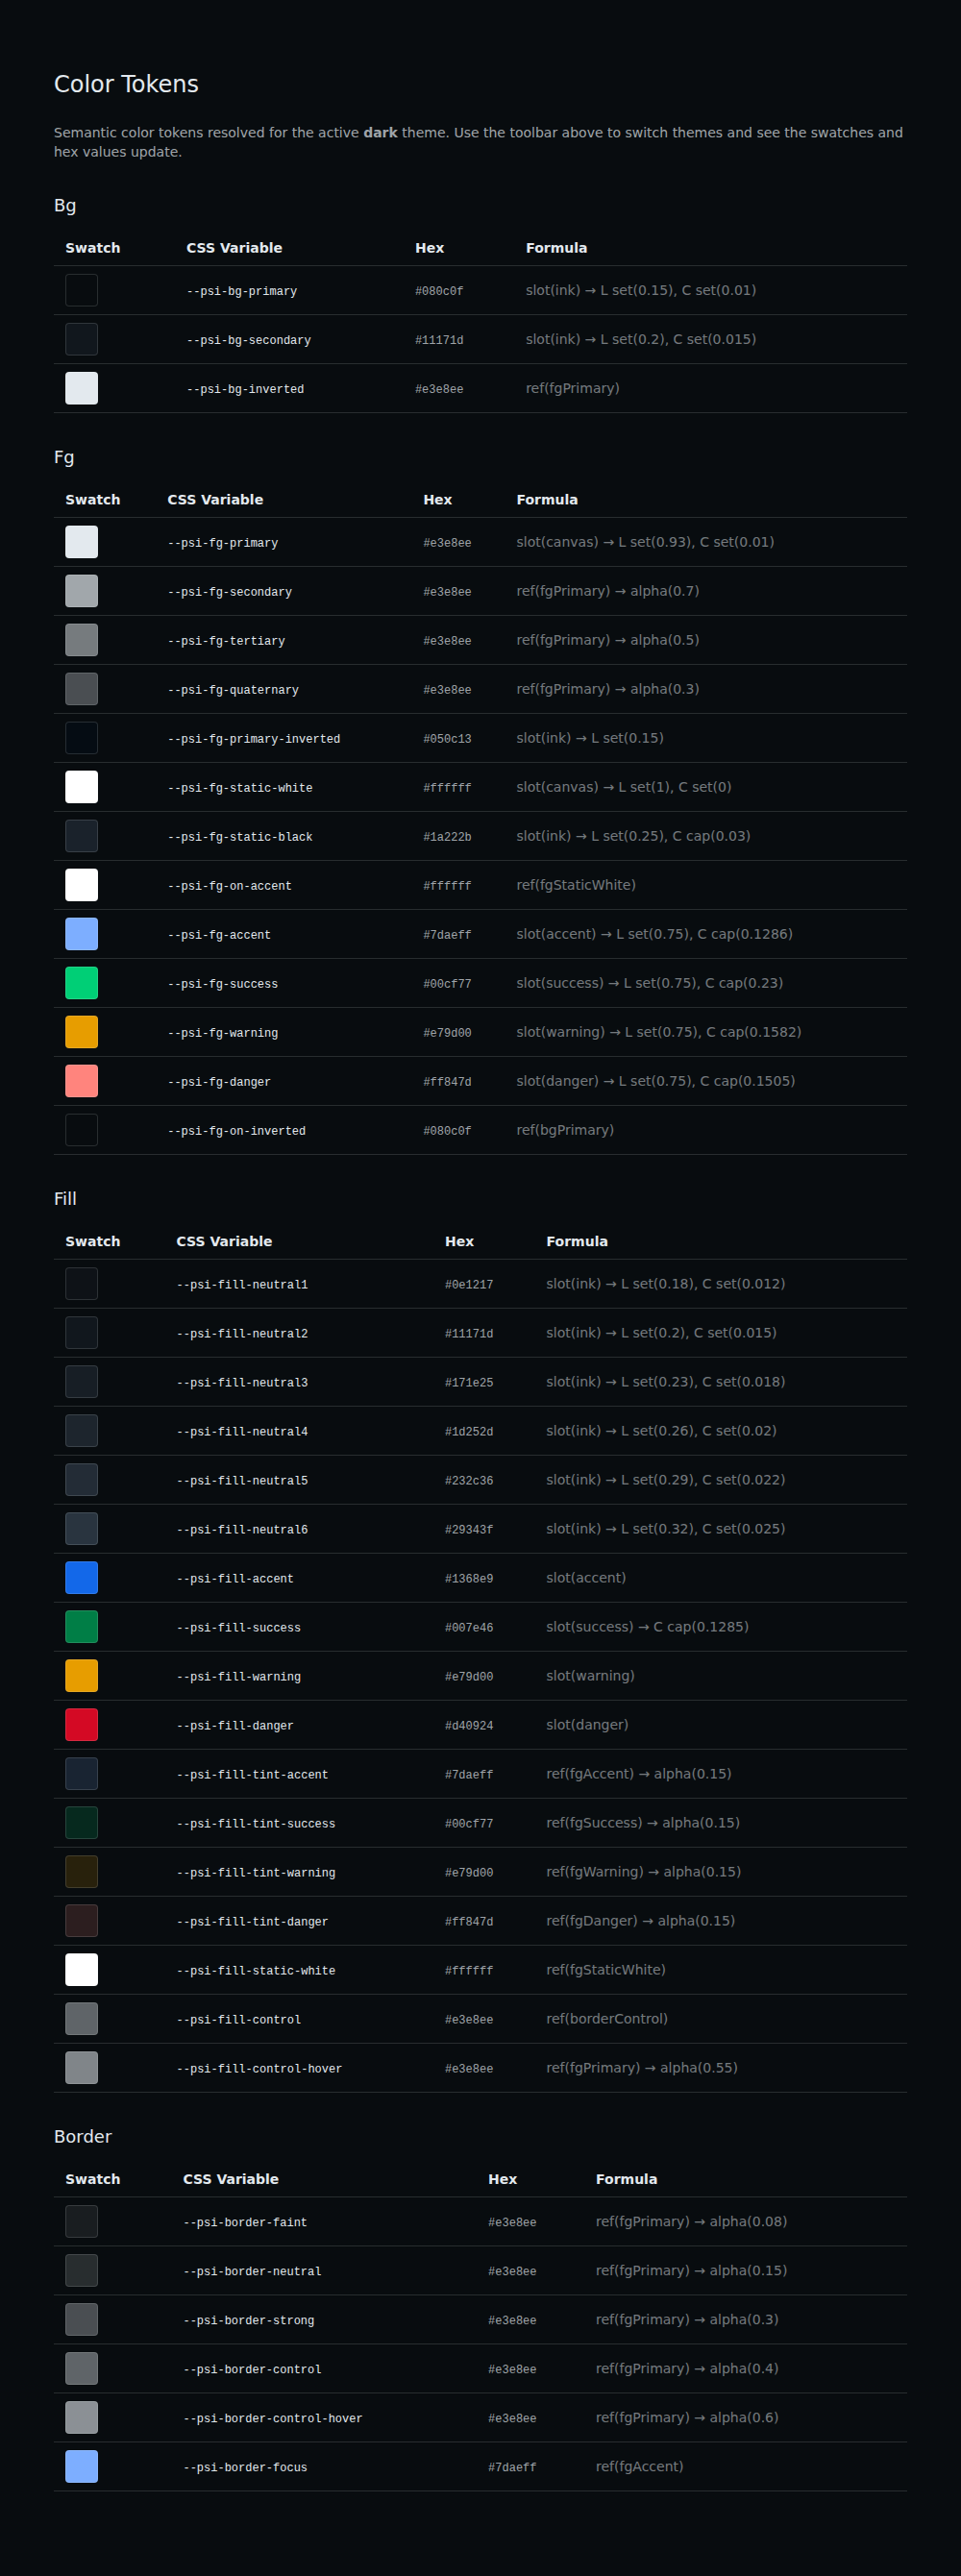 Color Tokens
Semantic color tokens resolved for the active dark theme. Use the toolbar above to switch themes and see the swatches and
hex values update.
Bg
Swatch CSS Variable Hex Formula
--psi-bg-primary #080c0f slot(ink) → L set(0.15), C set(0.01)
--psi-bg-secondary #11171d slot(ink) → L set(0.2), C set(0.015)
--psi-bg-inverted #e3e8ee ref(fgPrimary)
Fg
Swatch CSS Variable Hex Formula
--psi-fg-primary #e3e8ee slot(canvas) → L set(0.93), C set(0.01)
--psi-fg-secondary #e3e8ee ref(fgPrimary) → alpha(0.7)
--psi-fg-tertiary #e3e8ee ref(fgPrimary) → alpha(0.5)
--psi-fg-quaternary #e3e8ee ref(fgPrimary) → alpha(0.3)
--psi-fg-primary-inverted #050c13 slot(ink) → L set(0.15)
--psi-fg-static-white #ffffff slot(canvas) → L set(1), C set(0)
--psi-fg-static-black #1a222b slot(ink) → L set(0.25), C cap(0.03)
--psi-fg-on-accent #ffffff ref(fgStaticWhite)
--psi-fg-accent #7daeff slot(accent) → L set(0.75), C cap(0.1286)
--psi-fg-success #00cf77 slot(success) → L set(0.75), C cap(0.23)
--psi-fg-warning #e79d00 slot(warning) → L set(0.75), C cap(0.1582)
--psi-fg-danger #ff847d slot(danger) → L set(0.75), C cap(0.1505)
--psi-fg-on-inverted #080c0f ref(bgPrimary)
Fill
Swatch CSS Variable Hex Formula
--psi-fill-neutral1 #0e1217 slot(ink) → L set(0.18), C set(0.012)
--psi-fill-neutral2 #11171d slot(ink) → L set(0.2), C set(0.015)
--psi-fill-neutral3 #171e25 slot(ink) → L set(0.23), C set(0.018)
--psi-fill-neutral4 #1d252d slot(ink) → L set(0.26), C set(0.02)
--psi-fill-neutral5 #232c36 slot(ink) → L set(0.29), C set(0.022)
--psi-fill-neutral6 #29343f slot(ink) → L set(0.32), C set(0.025)
--psi-fill-accent #1368e9 slot(accent)
--psi-fill-success #007e46 slot(success) → C cap(0.1285)
--psi-fill-warning #e79d00 slot(warning)
--psi-fill-danger #d40924 slot(danger)
--psi-fill-tint-accent #7daeff ref(fgAccent) → alpha(0.15)
--psi-fill-tint-success #00cf77 ref(fgSuccess) → alpha(0.15)
--psi-fill-tint-warning #e79d00 ref(fgWarning) → alpha(0.15)
--psi-fill-tint-danger #ff847d ref(fgDanger) → alpha(0.15)
--psi-fill-static-white #ffffff ref(fgStaticWhite)
--psi-fill-control #e3e8ee ref(borderControl)
--psi-fill-control-hover #e3e8ee ref(fgPrimary) → alpha(0.55)
Border
Swatch CSS Variable Hex Formula
--psi-border-faint #e3e8ee ref(fgPrimary) → alpha(0.08)
--psi-border-neutral #e3e8ee ref(fgPrimary) → alpha(0.15)
--psi-border-strong #e3e8ee ref(fgPrimary) → alpha(0.3)
--psi-border-control #e3e8ee ref(fgPrimary) → alpha(0.4)
--psi-border-control-hover #e3e8ee ref(fgPrimary) → alpha(0.6)
--psi-border-focus #7daeff ref(fgAccent)